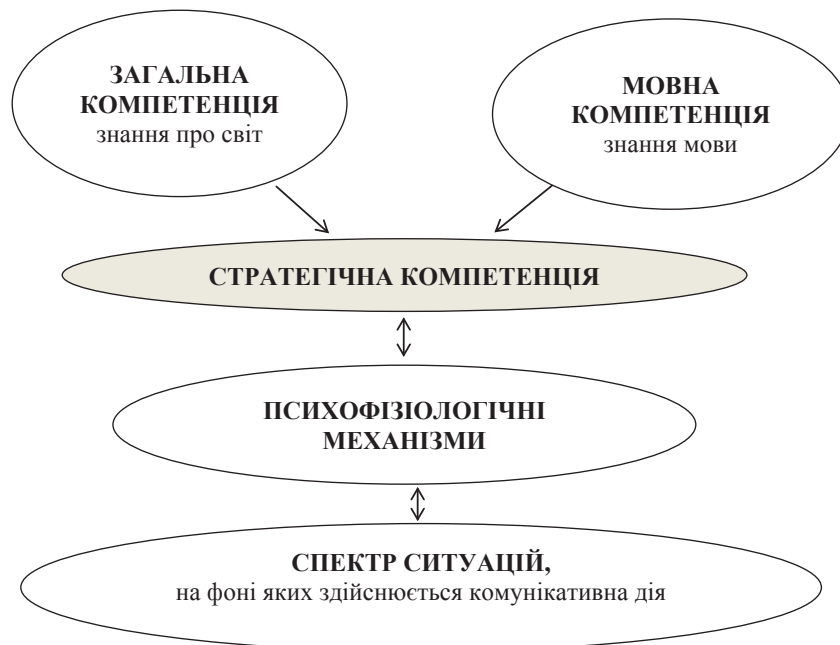 ЗАГАЛЬНА
КОМПЕТЕНЦІЯ
знання про світ
МОВНА
КОМПЕТЕНЦІЯ
знання мови
СТРАТЕГІЧНА КОМПЕТЕНЦІЯ
ПСИХОФІЗІОЛОГІЧНІ
МЕХАНІЗМИ
СПЕКТР СИТУАЦІЙ,
на фоні яких здійснюється комунікативна дія